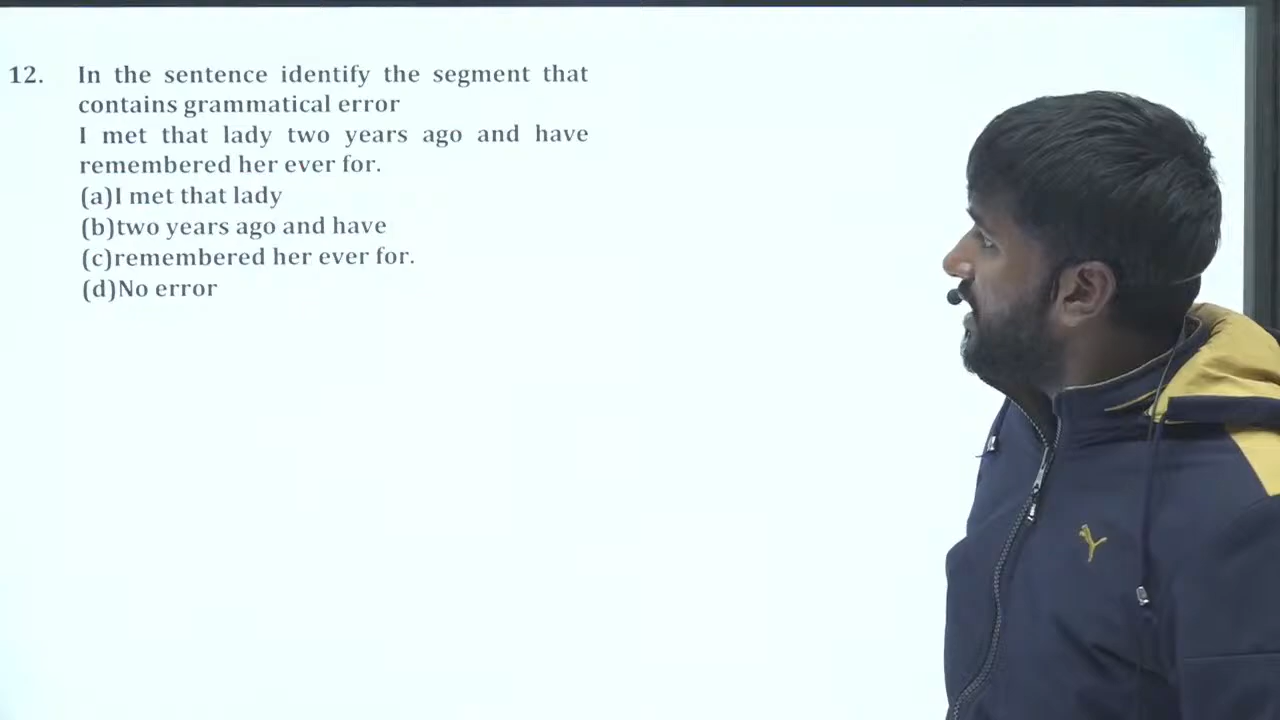 12. In the sentence identify the segment that
contains grammatical error
I met that lady two years ago and have
remembered her ever for.
(a)I met that lady
(b)two years ago and have
(c)remembered her ever for.
(d)No error